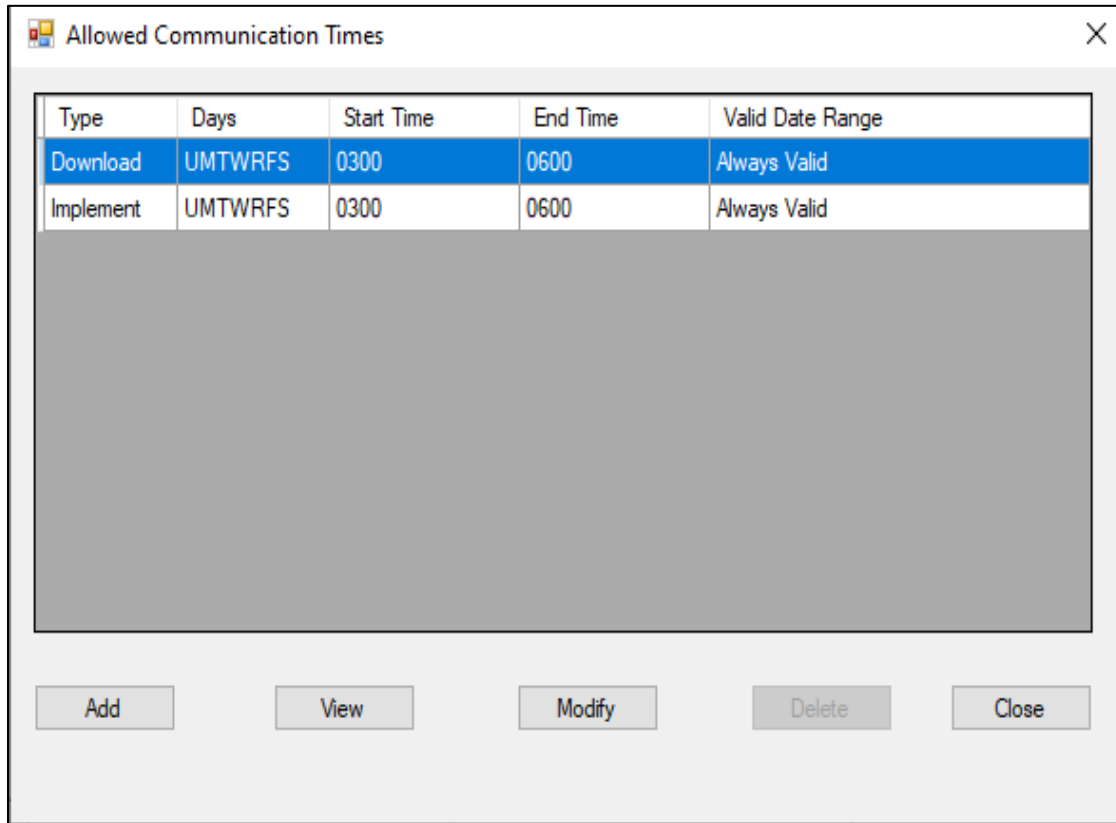 Allowed Communication Times
Type Days Start Time End Time Valid Date Range
Download UMTWRFS 0300 0600 Always Valid
Implement UMTWRFS 0300 0600 Always Valid
Add View Modify Delete Close